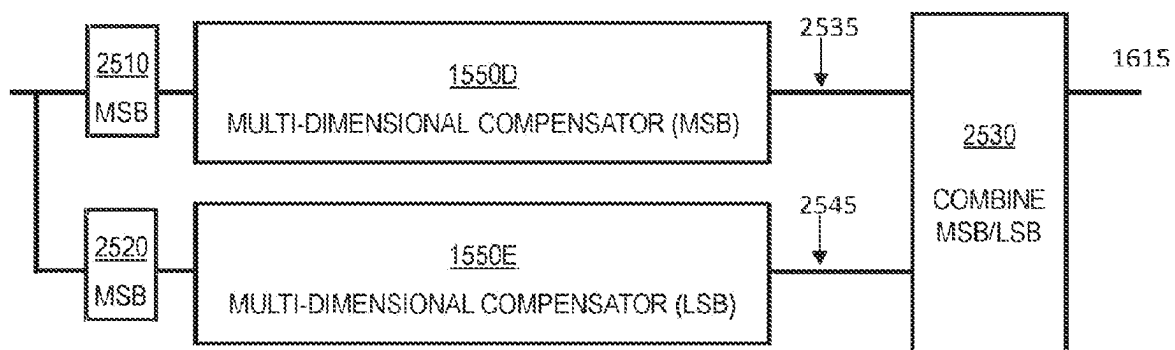 2510
MSB
1550D
MULTI-DIMENSIONAL COMPENSATOR (MSB)
2535
2530
COMBINE
MSB/LSB
1615
2520
MSB
1550E
MULTI-DIMENSIONAL COMPENSATOR (LSB)
2545